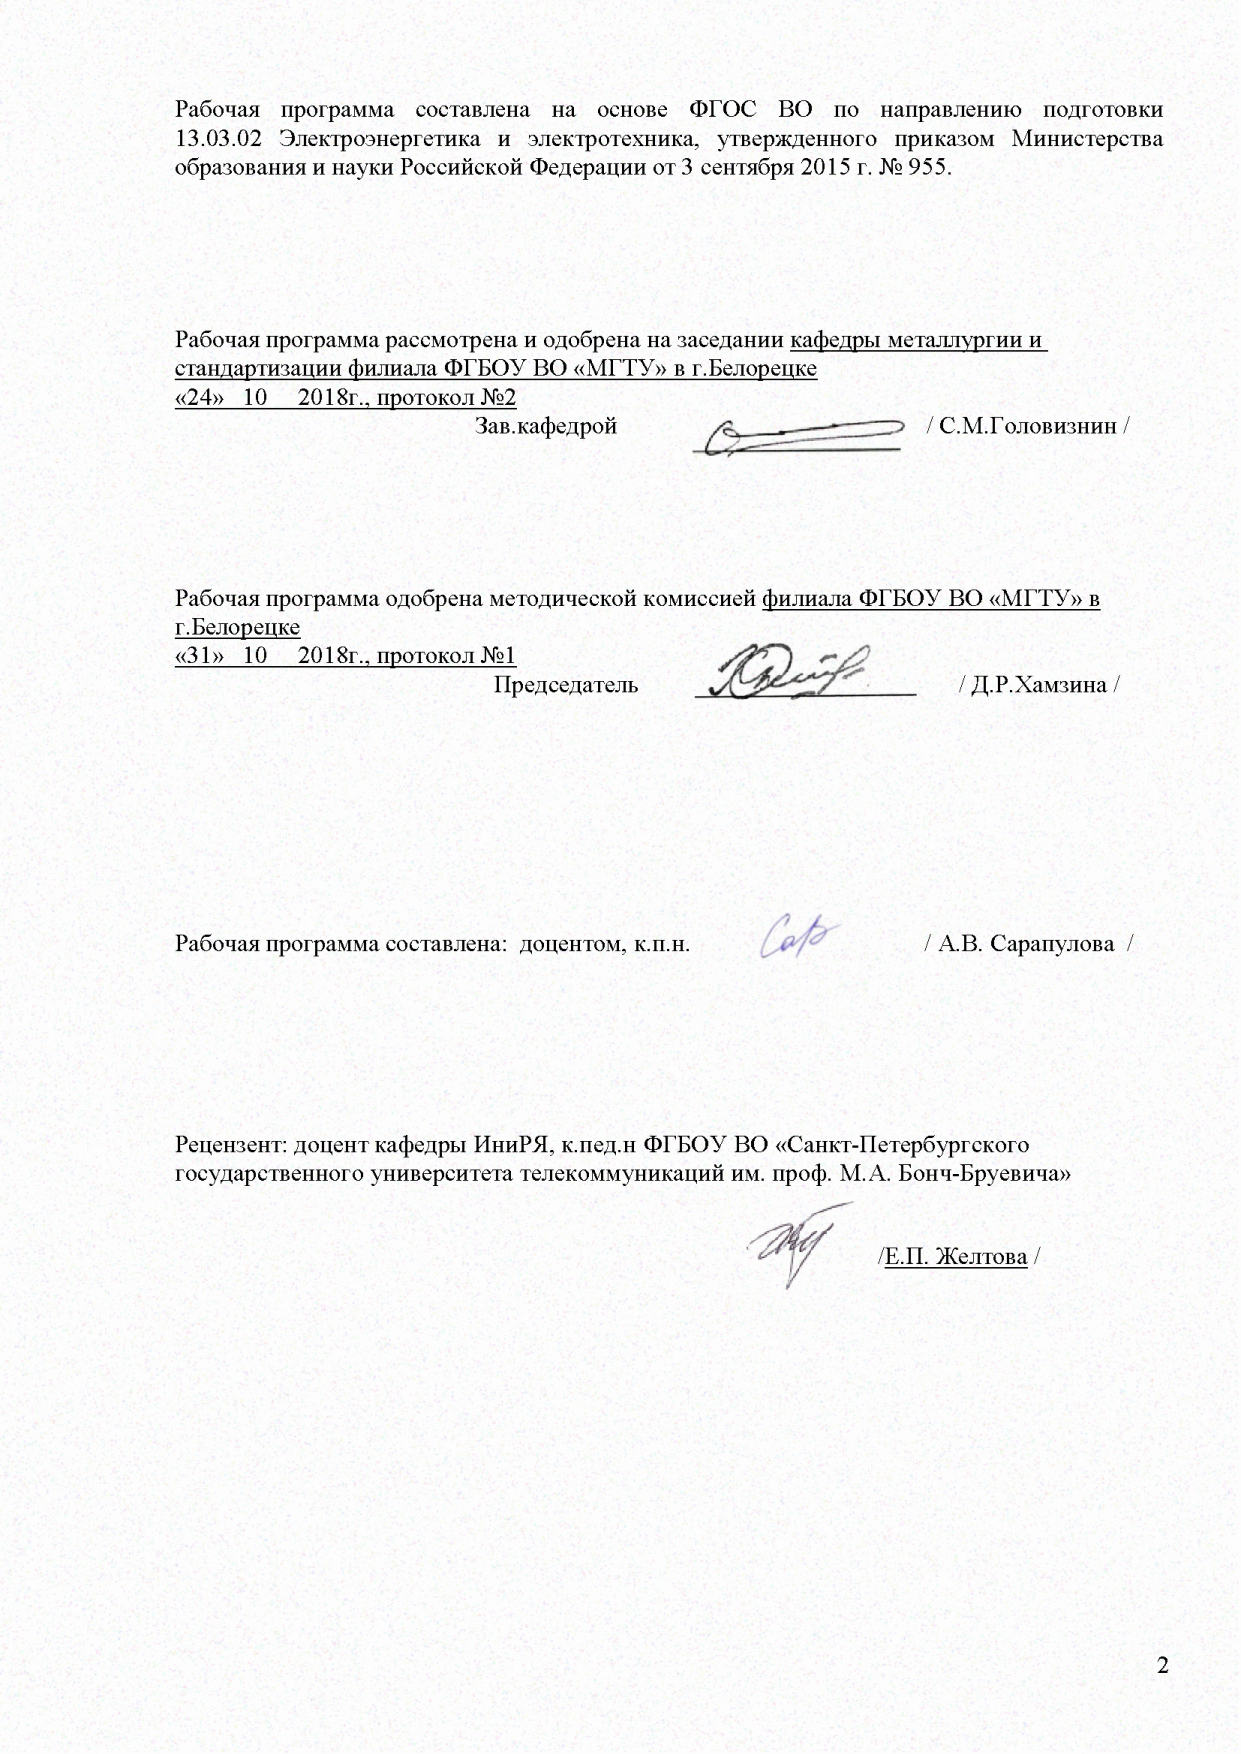 Рабочая программа составлена на основе ФГОС ВО по направлению подготовки
13.03.02 Электроэнергетика и электротехника, утвержденного приказом Министерства
образования и науки Российской Федерации от 3 сентября 2015 г. № 955.
Рабочая программа рассмотрена и одобрена на заседании кафедры металлургии и
стандартизации филиала ФГБОУ ВО «МГТУ» в г.Белорецке
«24» 10 2018г., протокол №2
Зав.кафедрой / С.М.Головизнин /
Рабочая программа одобрена методической комиссией филиала ФГБОУ ВО «МГТУ» в
г.Белорецке
«31» 10 2018г., протокол №1
Председатель / Д.Р.Хамзина /
Рабочая программа составлена: доцентом, к.п.н. / А.В. Сарапулова /
Рецензент: доцент кафедры ИниРЯ, к.пед.н ФГБОУ ВО «Санкт-Петербургского
государственного университета телекоммуникаций им. проф. М.А. Бонч-Бруевича»
/Е.П. Желтова /
2